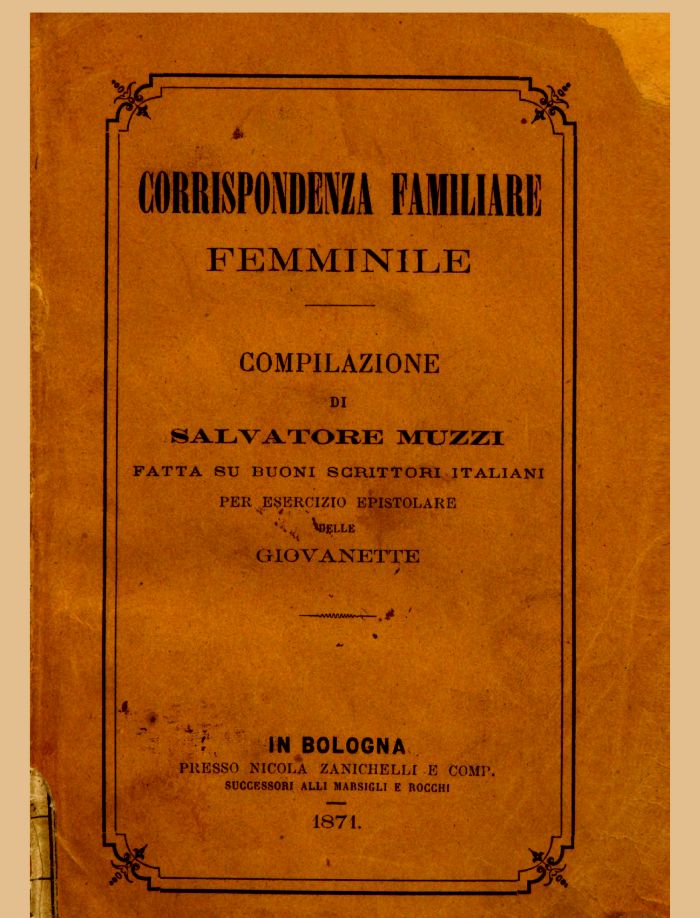 CORRISPONDENZA FAMILIARE
FEMMINILE
COMPILAZIONE
DI
SALVATORE MUZZI
FATTA SU BUONI SCRITTORI ITALIANI
PER ESERCIZIO EPISTOLARE
DELLE
GIOVANETTE
IN BOLOGNA
PRESSO NICOLA ZANICHELLI E COMP.
SUCCESSORI ALLI MARSIGLI E ROCCHI
1871.